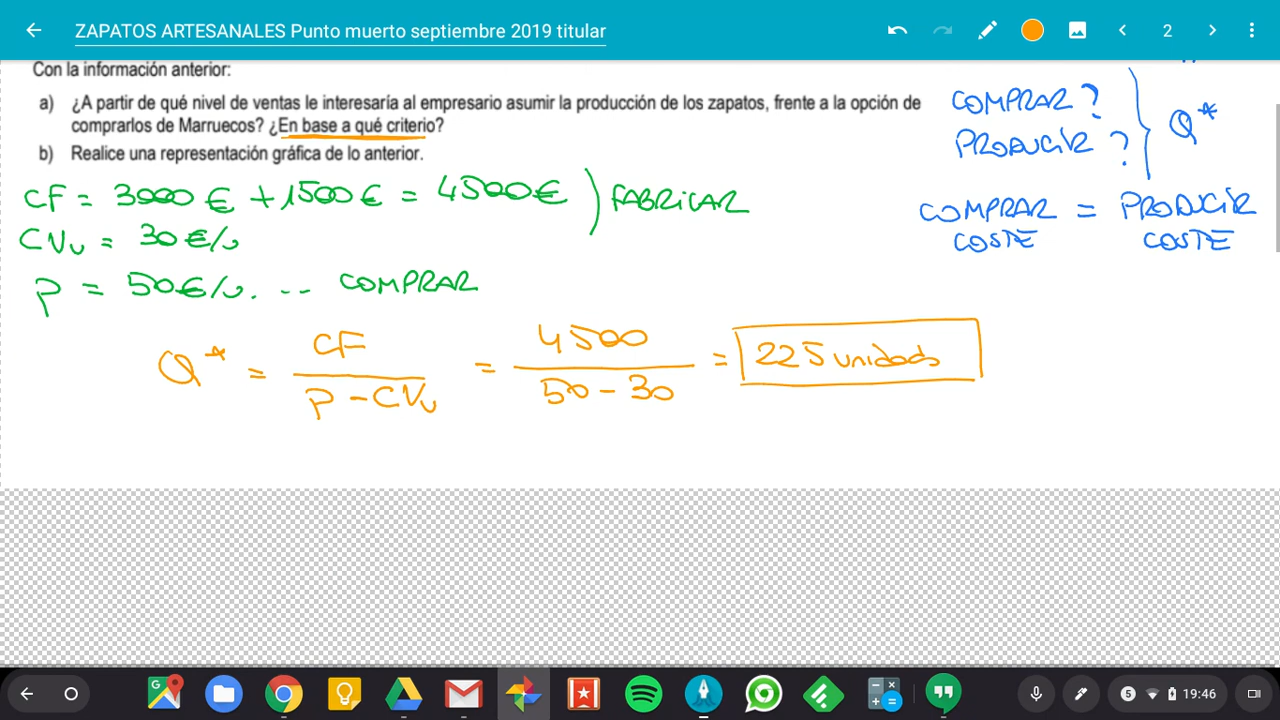 ZAPATOS ARTESANALES Punto muerto septiembre 2019 titular
2
Con la información anterior:
a) ¿A partir de qué nivel de ventas le interesaría al empresario asumir la producción de los zapatos, frente a la opción de
comprarlos de Marruecos? ¿En base a qué criterio?
b) Realice una representación gráfica de lo anterior.
COMPRAR?
PRODUCIR?
} Q*
COMPRAR = PRODUCIR
COSTE COSTE
CF = 3000 € + 1500 € = 4500 € ) FABRICAR
CVu = 30 €/u
P = 50 €/u. ... COMPRAR
Q* = CF / P - CVu = 4500 / 50 - 30 = 225 unidades
G
5
19:46